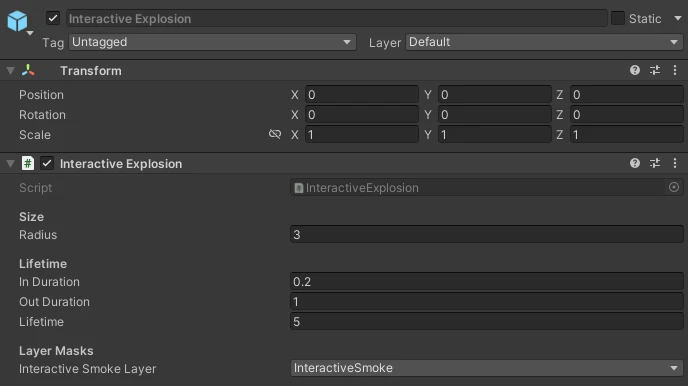 Interactive Explosion Static
Tag Untagged Layer Default
Transform
Position X 0 Y 0 Z 0
Rotation X 0 Y 0 Z 0
Scale X 1 Y 1 Z 1
# Interactive Explosion
Script # InteractiveExplosion
Size
Radius 3
Lifetime
In Duration 0.2
Out Duration 1
Lifetime 5
Layer Masks
Interactive Smoke Layer InteractiveSmoke